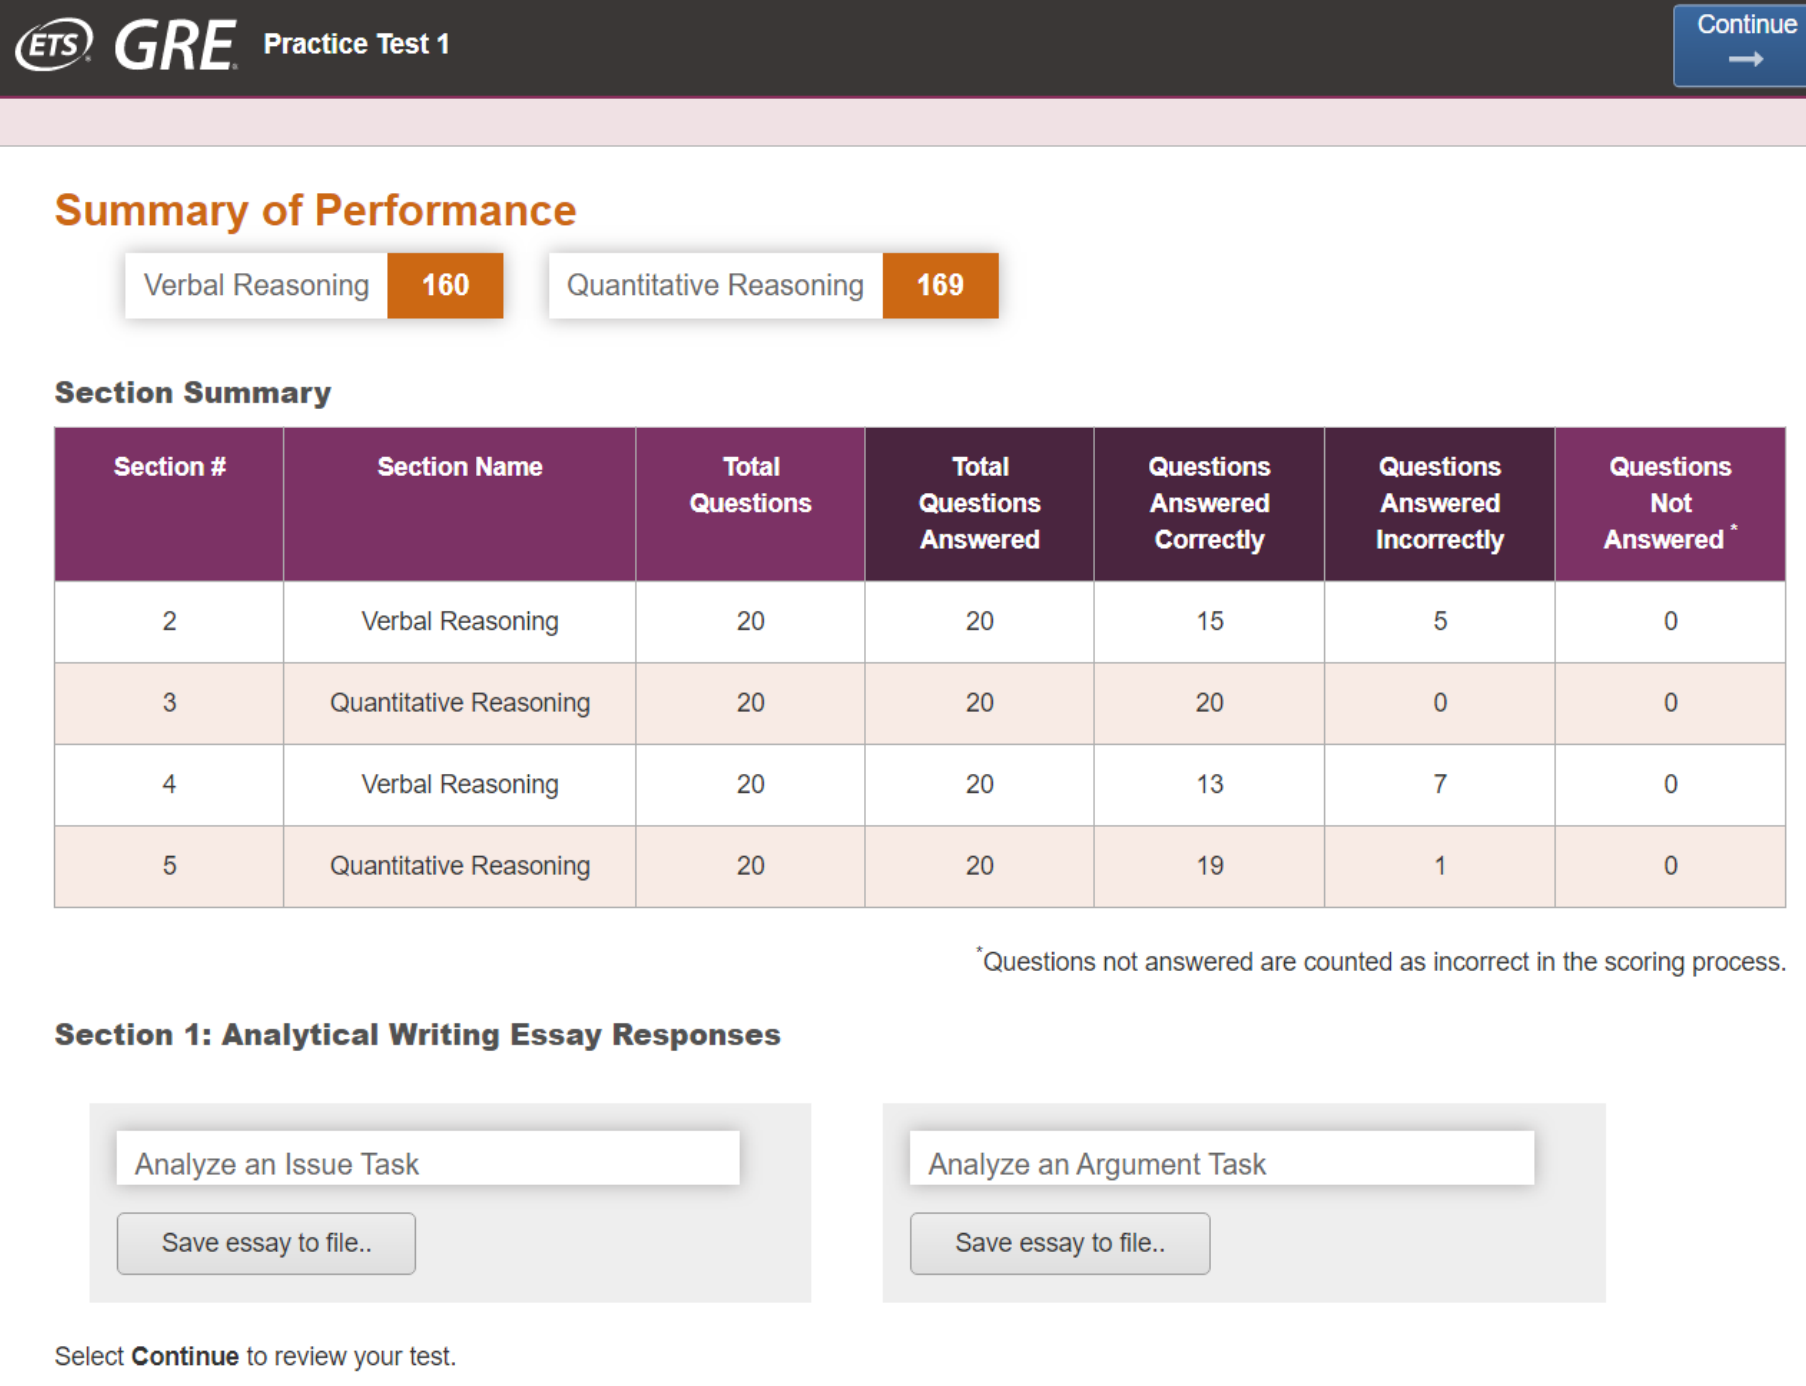 ETS GRE Practice Test 1
Continue
Summary of Performance
Verbal Reasoning 160 Quantitative Reasoning 169
Section Summary
Section # Section Name Total Questions Total Questions Answered Questions Answered Correctly Questions Answered Incorrectly Questions Not Answered *
2 Verbal Reasoning 20 20 15 5 0
3 Quantitative Reasoning 20 20 20 0 0
4 Verbal Reasoning 20 20 13 7 0
5 Quantitative Reasoning 20 20 19 1 0
*Questions not answered are counted as incorrect in the scoring process.
Section 1: Analytical Writing Essay Responses
Analyze an Issue Task
Save essay to file..
Analyze an Argument Task
Save essay to file..
Select Continue to review your test.